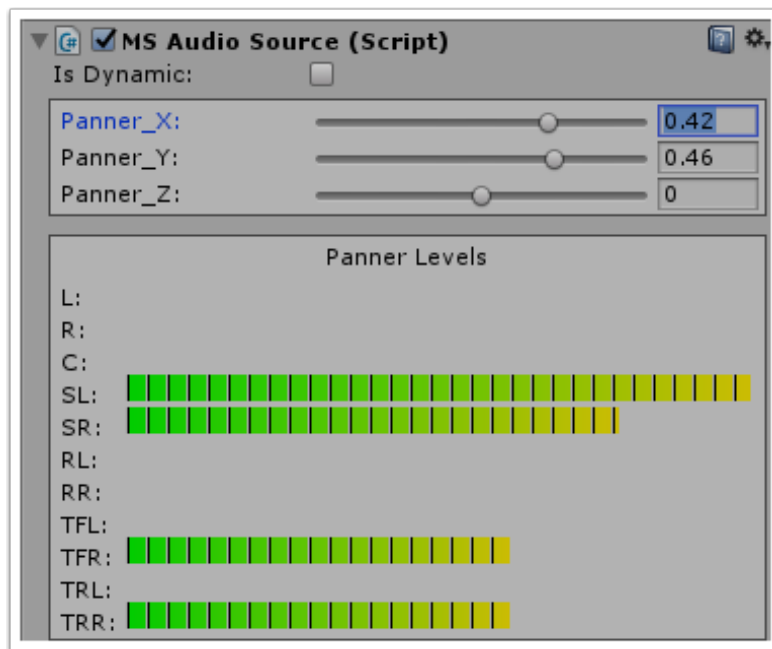 MS Audio Source (Script)
Is Dynamic:
Panner_X: 0.42
Panner_Y: 0.46
Panner_Z: 0
Panner Levels
L:
R:
C:
SL:
SR:
RL:
RR:
TFL:
TFR:
TRL:
TRR: